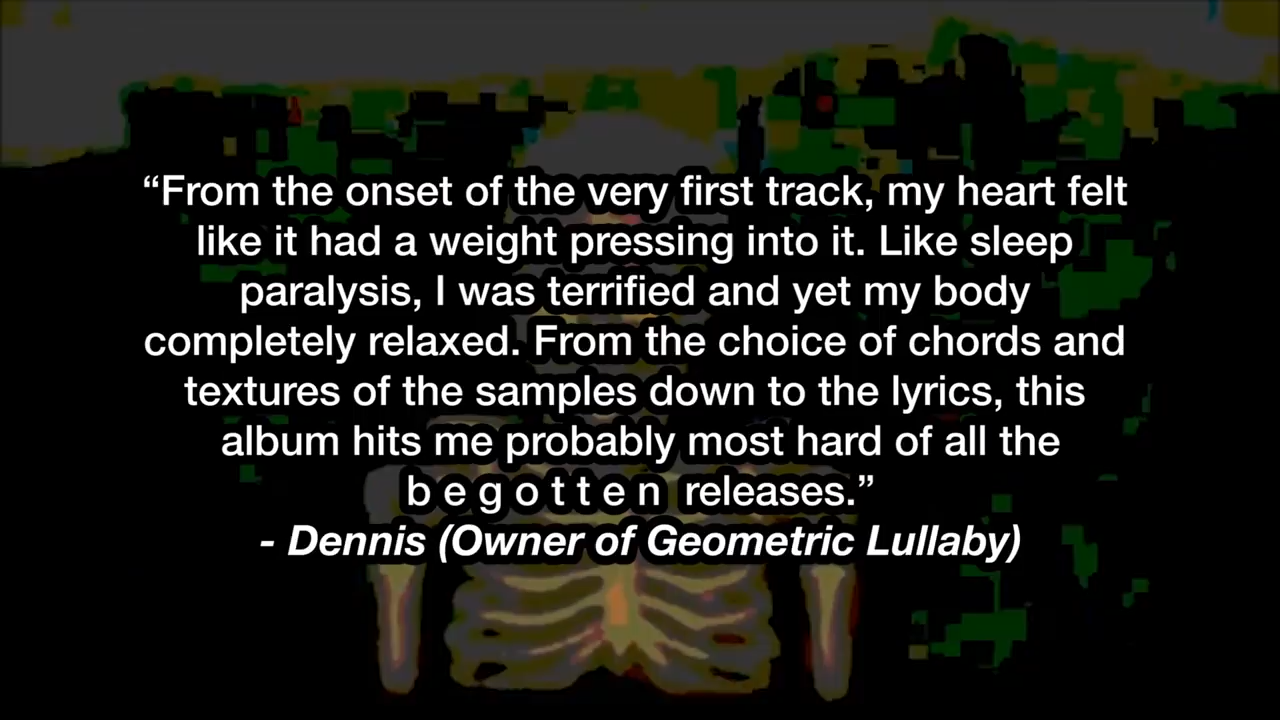 “From the onset of the very first track, my heart felt
like it had a weight pressing into it. Like sleep
paralysis, I was terrified and yet my body
completely relaxed. From the choice of chords and
textures of the samples down to the lyrics, this
album hits me probably most hard of all the
b e g o t t e n  releases.”
- Dennis (Owner of Geometric Lullaby)